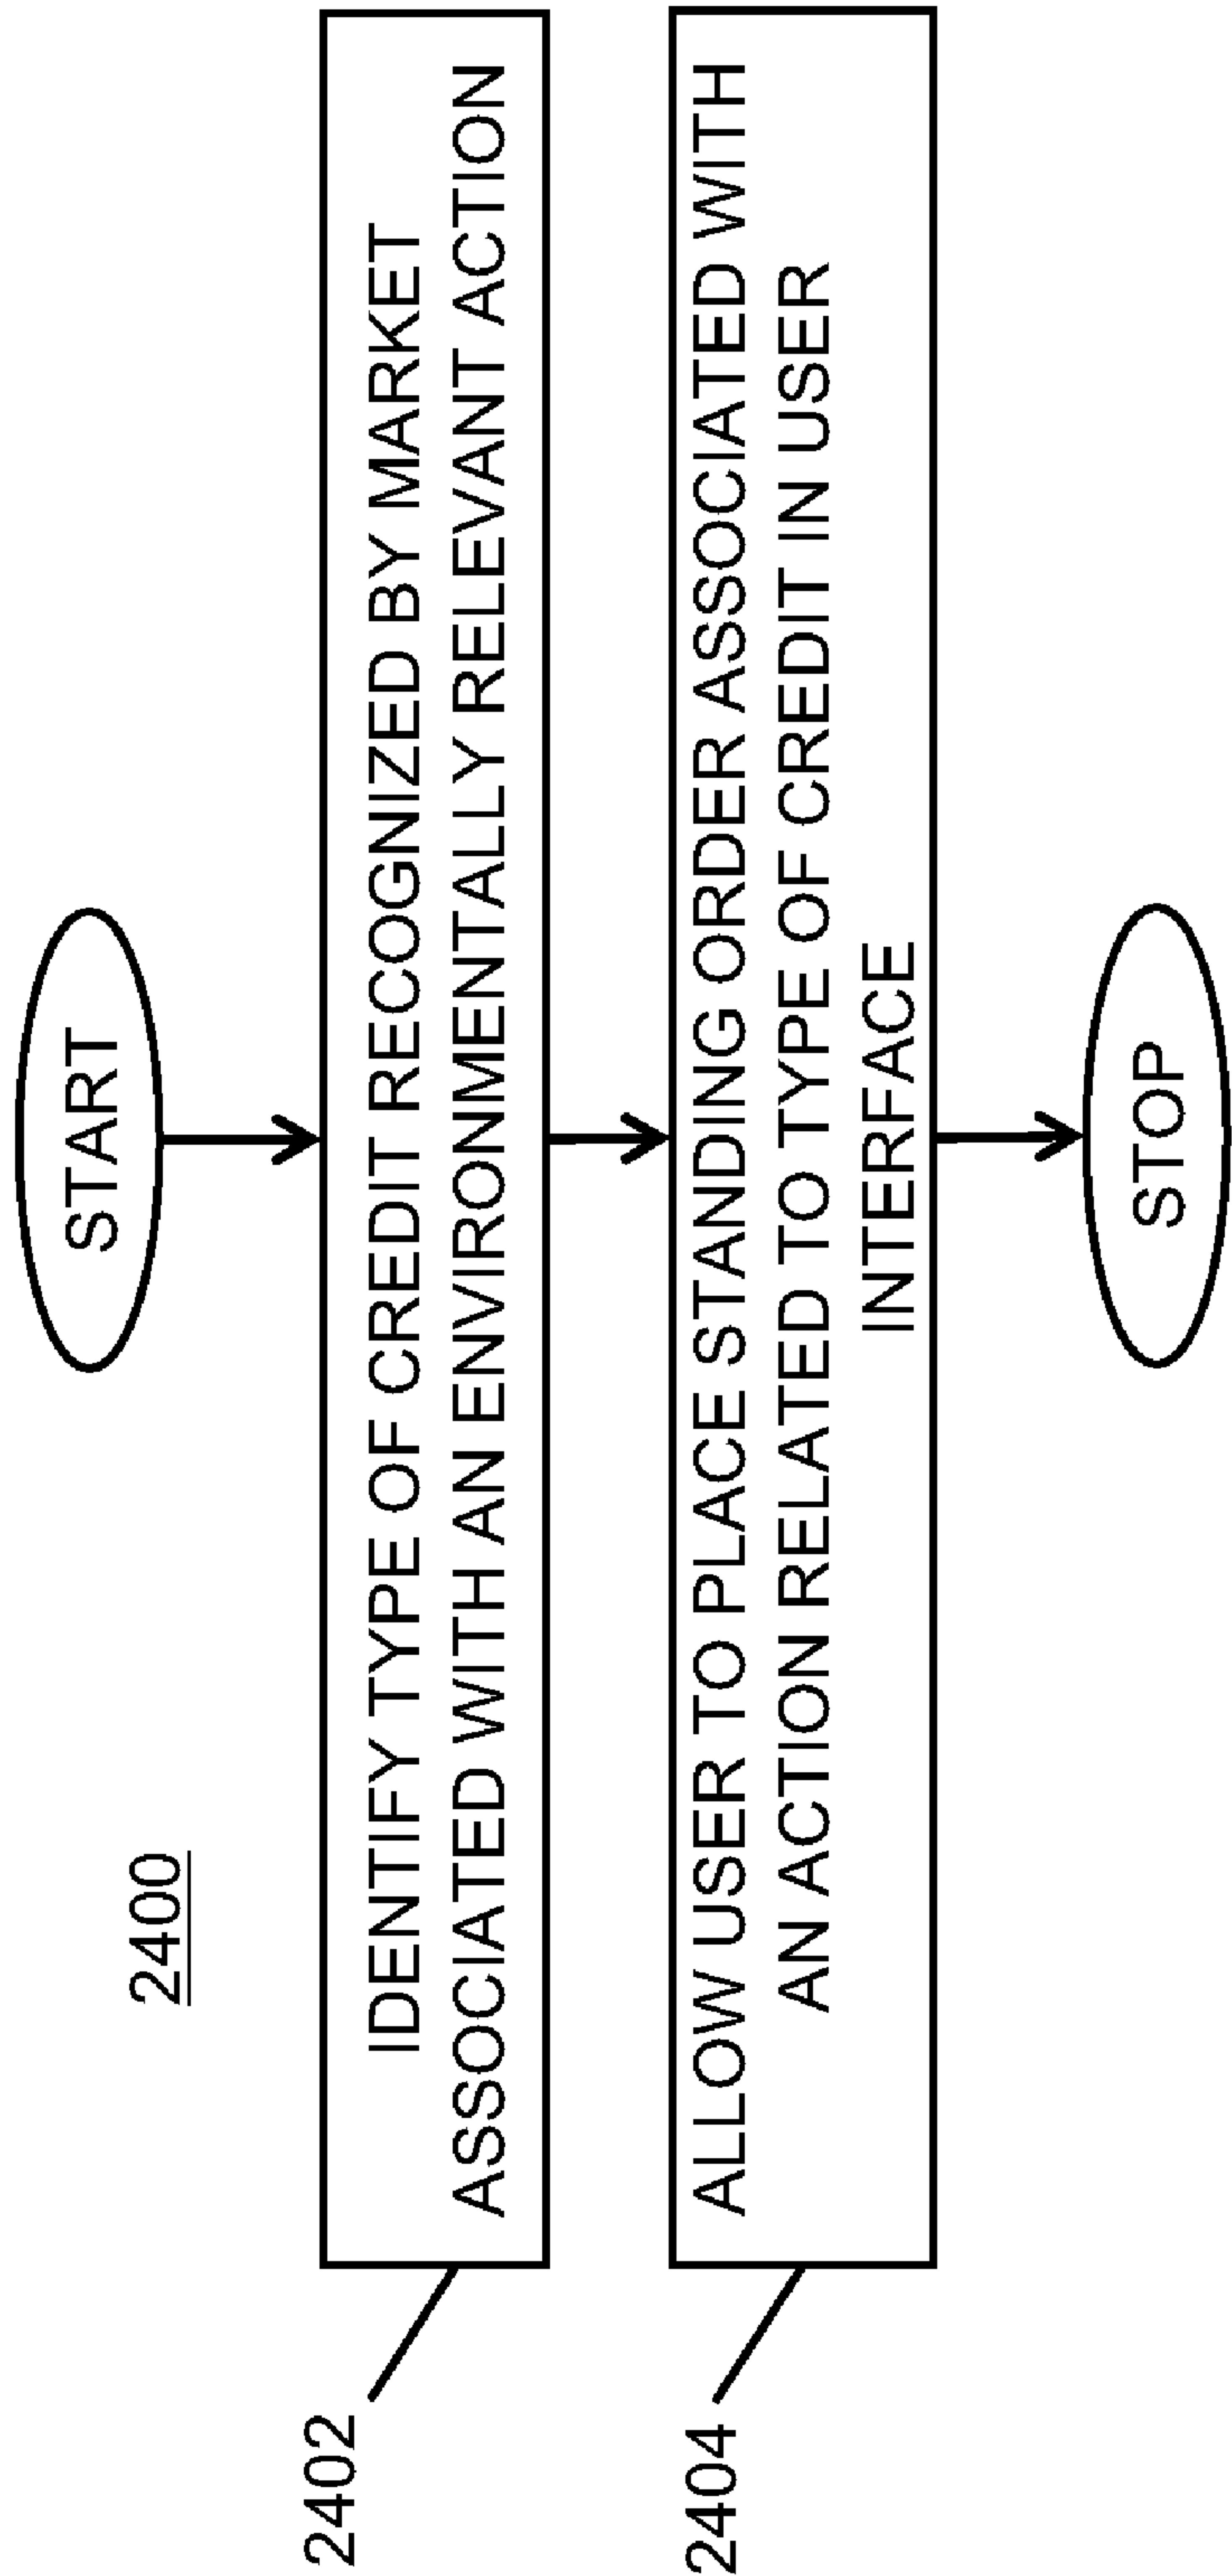 2400
START
2402
IDENTIFY TYPE OF CREDIT RECOGNIZED BY MARKET
ASSOCIATED WITH AN ENVIRONMENTALLY RELEVANT ACTION
2404
ALLOW USER TO PLACE STANDING ORDER ASSOCIATED WITH
AN ACTION RELATED TO TYPE OF CREDIT IN USER
INTERFACE
STOP